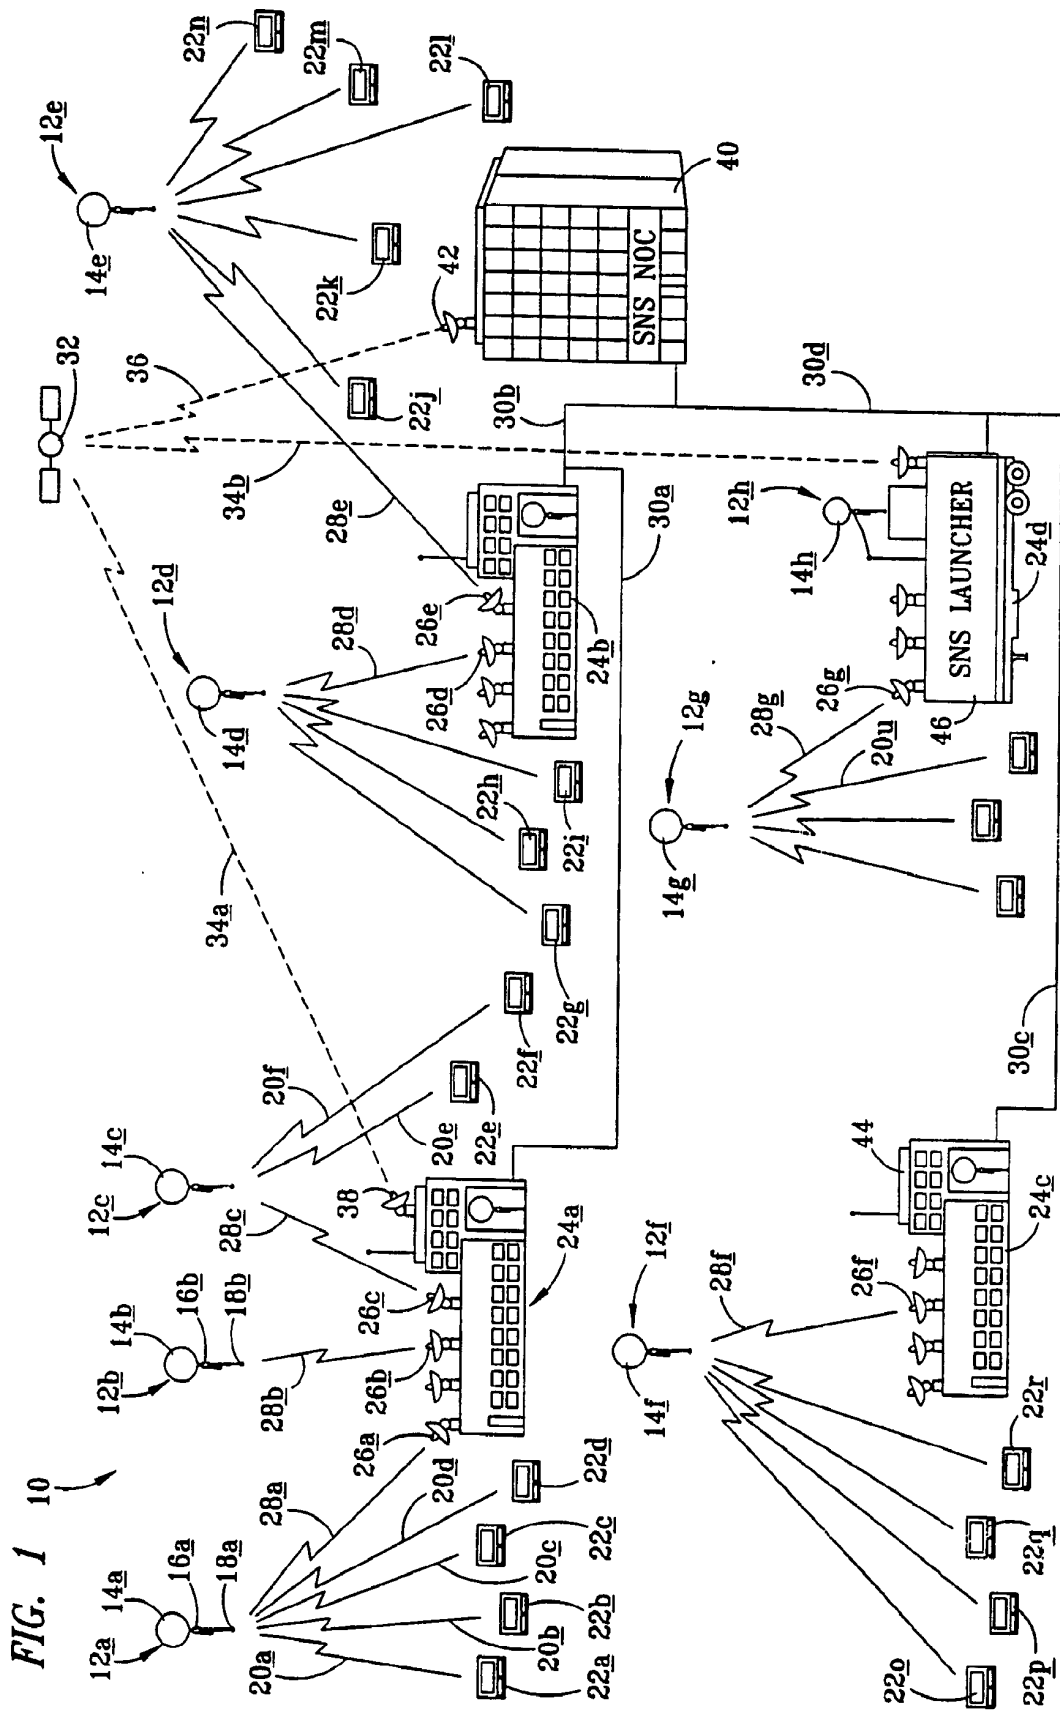 FIG. 1
10
12a
14a
16a
18a
12b
14b
16b
18b
12c
14c
34a
32
36
34b
14e
12e
22n
22m
22l
20a
28a
28b
28c
20f
20e
14d
12d
28d
28e
22j
22k
42
40
SNS NOC
22a
20b
22b
20c
22c
20d
22d
26a
26b
26c
38
24a
22e
22f
22g
22h
22i
26d
26e
24b
30a
30b
30d
14f
12f
28f
26f
44
24c
22o
22p
22q
22r
30c
14g
12g
28g
20u
26g
46
14h
12h
SNS LAUNCHER
24d